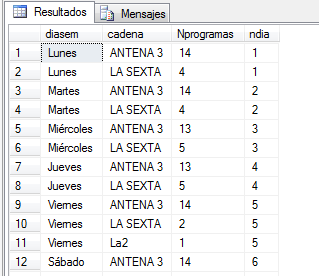 Resultados Mensajes
diasem cadena Nprogramas ndia
1 Lunes ANTENA 3 14 1
2 Lunes LA SEXTA 4 1
3 Martes ANTENA 3 14 2
4 Martes LA SEXTA 4 2
5 Miércoles ANTENA 3 13 3
6 Miércoles LA SEXTA 5 3
7 Jueves ANTENA 3 13 4
8 Jueves LA SEXTA 5 4
9 Viernes ANTENA 3 14 5
10 Viernes LA SEXTA 2 5
11 Viernes La2 1 5
12 Sábado ANTENA 3 14 6